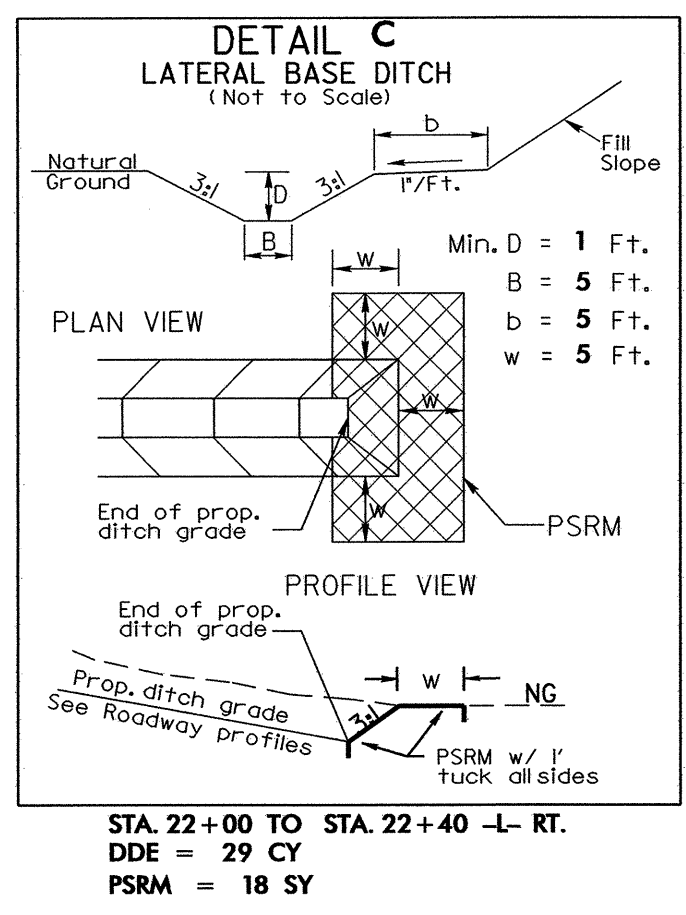 DETAIL C
LATERAL BASE DITCH
(Not to Scale)
b
Natural
Ground
3:1
D
3:1
1"/Ft.
Fill
Slope
B
Min. D = 1 Ft.
B = 5 Ft.
b = 5 Ft.
w = 5 Ft.
w
PLAN VIEW
w
w
w
End of prop.
ditch grade
PSRM
PROFILE VIEW
End of prop.
ditch grade
w
NG
Prop. ditch grade
See Roadway profiles
3:1
PSRM w/ 1'
tuck all sides
STA. 22+00 TO STA. 22+40 -L- RT.
DDE = 29 CY
PSRM = 18 SY